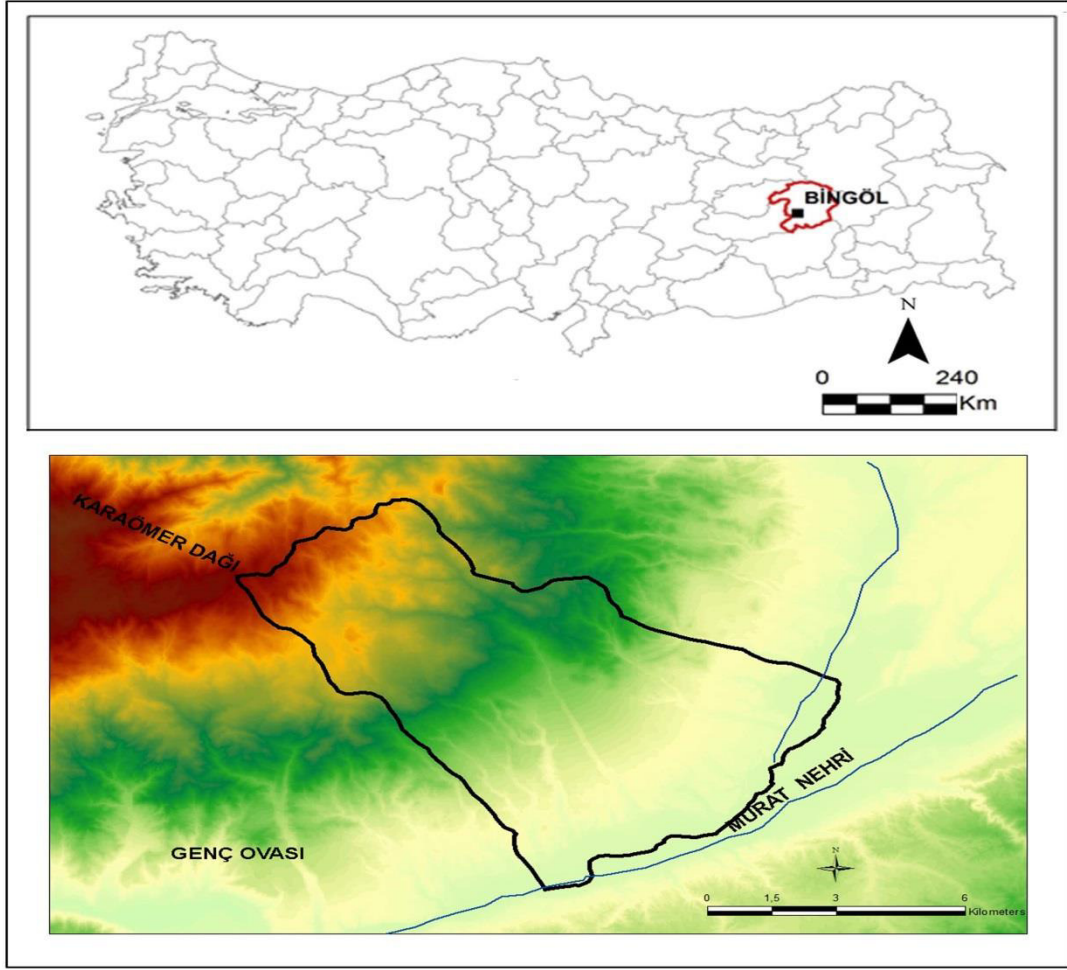 BİNGÖL
N
0 240
Km
KARAÖMER DAĞI
MURAT NEHRİ
GENÇ OVASI
N
0 1,5 3 6
Kilometers